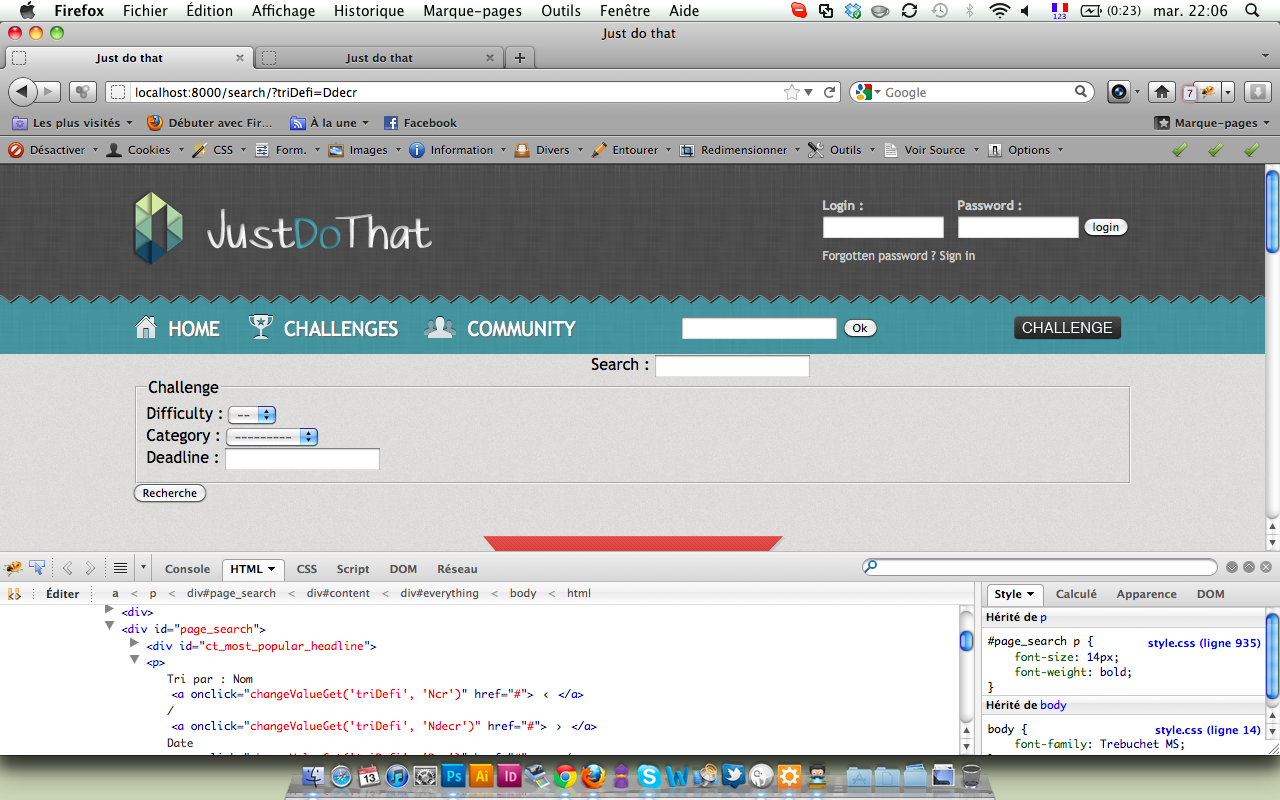 Firefox Fichier Édition Affichage Historique Marque-pages Outils Fenêtre Aide 123 (0:23) mar. 22:06
Just do that
Just do that Just do that
localhost:8000/search/?triDefi=Ddecr Google 7
Les plus visités Débuter avec Fir... À la une Facebook Marque-pages
Désactiver Cookies CSS Form. Images Information Divers Entourer Redimensionner Outils Voir Source Options
JustDoThat
Login : Password :
login
Forgotten password ? Sign In
HOME CHALLENGES COMMUNITY Ok CHALLENGE
Search :
Challenge
Difficulty : --
Category : ---------
Deadline :
Recherche
Console HTML CSS Script DOM Réseau
Éditer a < p < div#page_search < div#content < div#everything < body < html
Style Calculé Apparence DOM
<div>
<div id="page_search">
<div id="ct_most_popular_headline">
<p>
Tri par : Nom
<a onclick="changeValueGet('triDefi', 'Ncr')" href="#"> ‹ </a>
/
<a onclick="changeValueGet('triDefi', 'Ndecr')" href="#"> › </a>
Date
Hérité de p
#page_search p { style.css (ligne 935)
font-size: 14px;
font-weight: bold;
}
Hérité de body
body { style.css (ligne 14)
font-family: Trebuchet MS;
13 Ps Ai Id